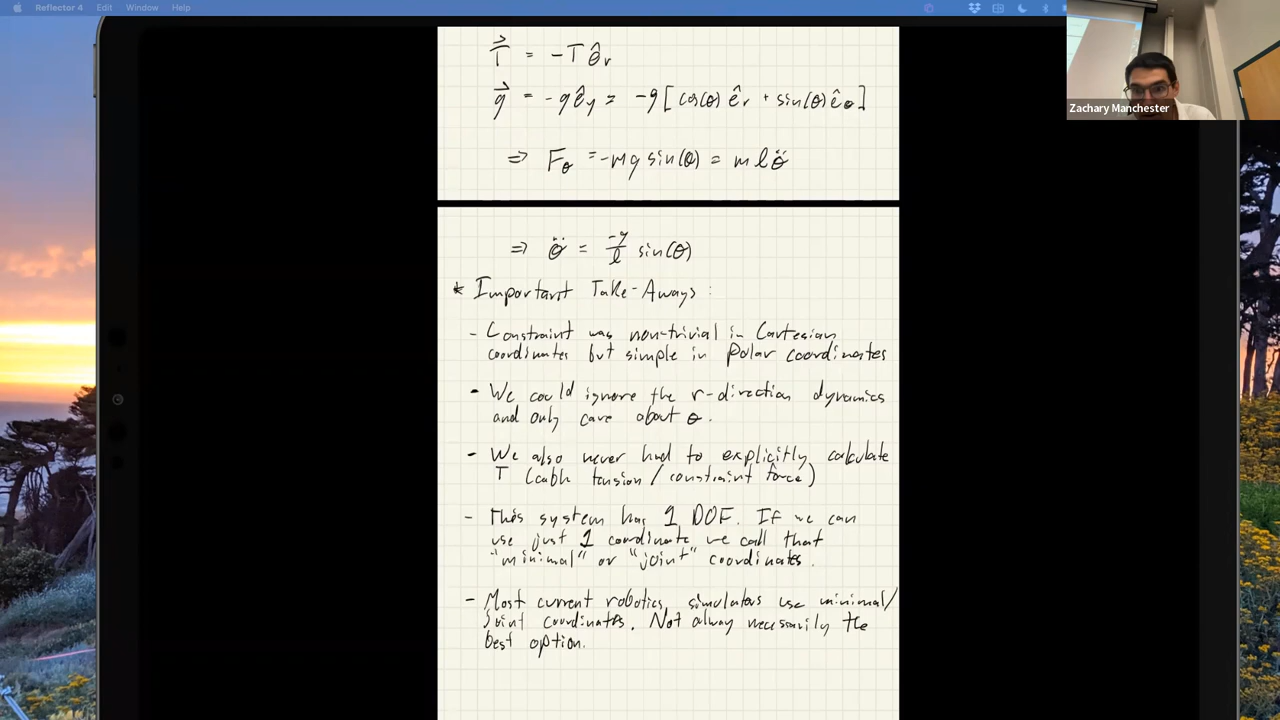 Reflector 4 Edit Window Help
Zachary Manchester
T⃗ = -T ê_r
g⃗ = -g ê_y = -g [cos(θ) ê_r + sin(θ) ê_θ]
⇒ F_θ = -mg sin(θ) = m l θ̈
⇒ θ̈ = -g/l sin(θ)
* Important Take-Aways:
- Constraint was non-trivial in Cartesian
coordinates but simple in Polar coordinates
- We could ignore the r-direction dynamics
and only care about θ.
- We also never had to explicitly calculate
T (cable tension / constraint force)
- This system has 1 DOF. If we can
use just 1 coordinate we call that
"minimal" or "joint" coordinates.
- Most current robotics simulators use minimal/
Joint coordinates. Not alway necessarily the
best option.